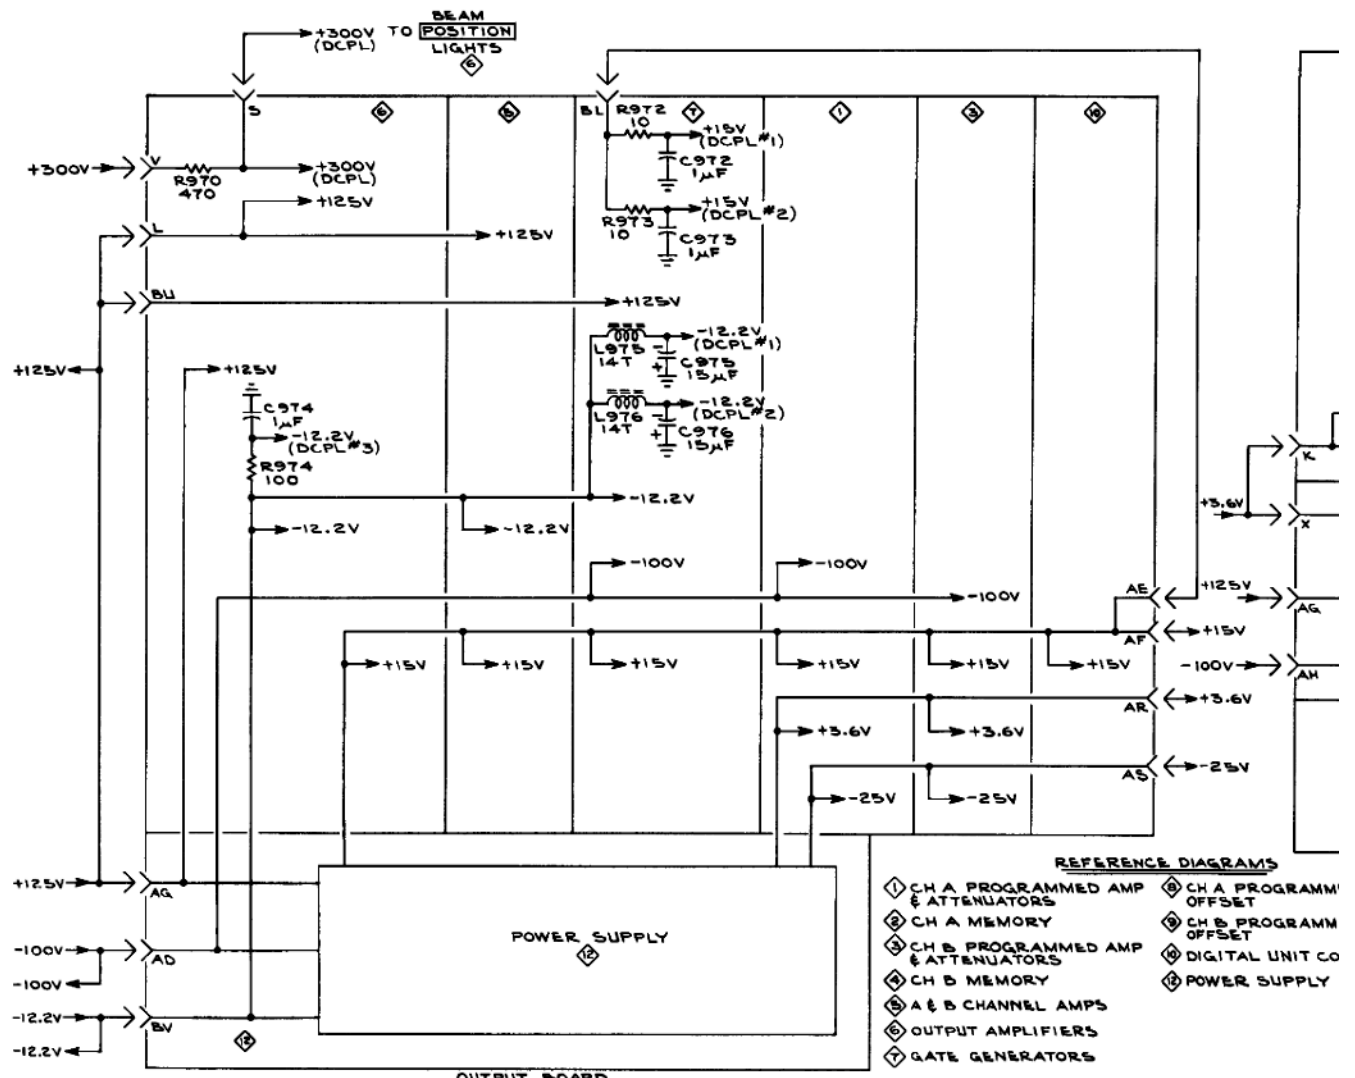 BEAM
+300V TO POSITION
(DCPL) LIGHTS
6
S
6
5
BL
7
1
3
10
R972
10
+15V
(DCPL#1)
C972
1μF
+300V
V
R970
470
+300V
(DCPL)
+125V
R973
10
+15V
(DCPL#2)
C973
1μF
L
+125V
BU
+125V
L975
14T
-12.2V
(DCPL#1)
C975
15μF
+125V
+125V
C974
1μF
-12.2V
(DCPL#3)
R974
100
L976
14T
-12.2V
(DCPL#2)
C976
15μF
-12.2V
-12.2V
-12.2V
K
+3.6V
X
-100V
-100V
-100V
AE
+125V
AG
AF
+15V
+15V
+15V
+15V
+15V
+15V
+15V
-100V
AH
AR
+3.6V
+3.6V
+3.6V
AS
-25V
-25V
-25V
+125V
AG
-100V
AD
-100V
-12.2V
BV
-12.2V
12
POWER SUPPLY
12
OUTPUT BOARD
REFERENCE DIAGRAMS
1 CH A PROGRAMMED AMP
& ATTENUATORS
2 CH A MEMORY
3 CH B PROGRAMMED AMP
& ATTENUATORS
4 CH B MEMORY
5 A & B CHANNEL AMPS
6 OUTPUT AMPLIFIERS
7 GATE GENERATORS
8 CH A PROGRAMM
OFFSET
9 CH B PROGRAMM
OFFSET
10 DIGITAL UNIT CO
12 POWER SUPPLY